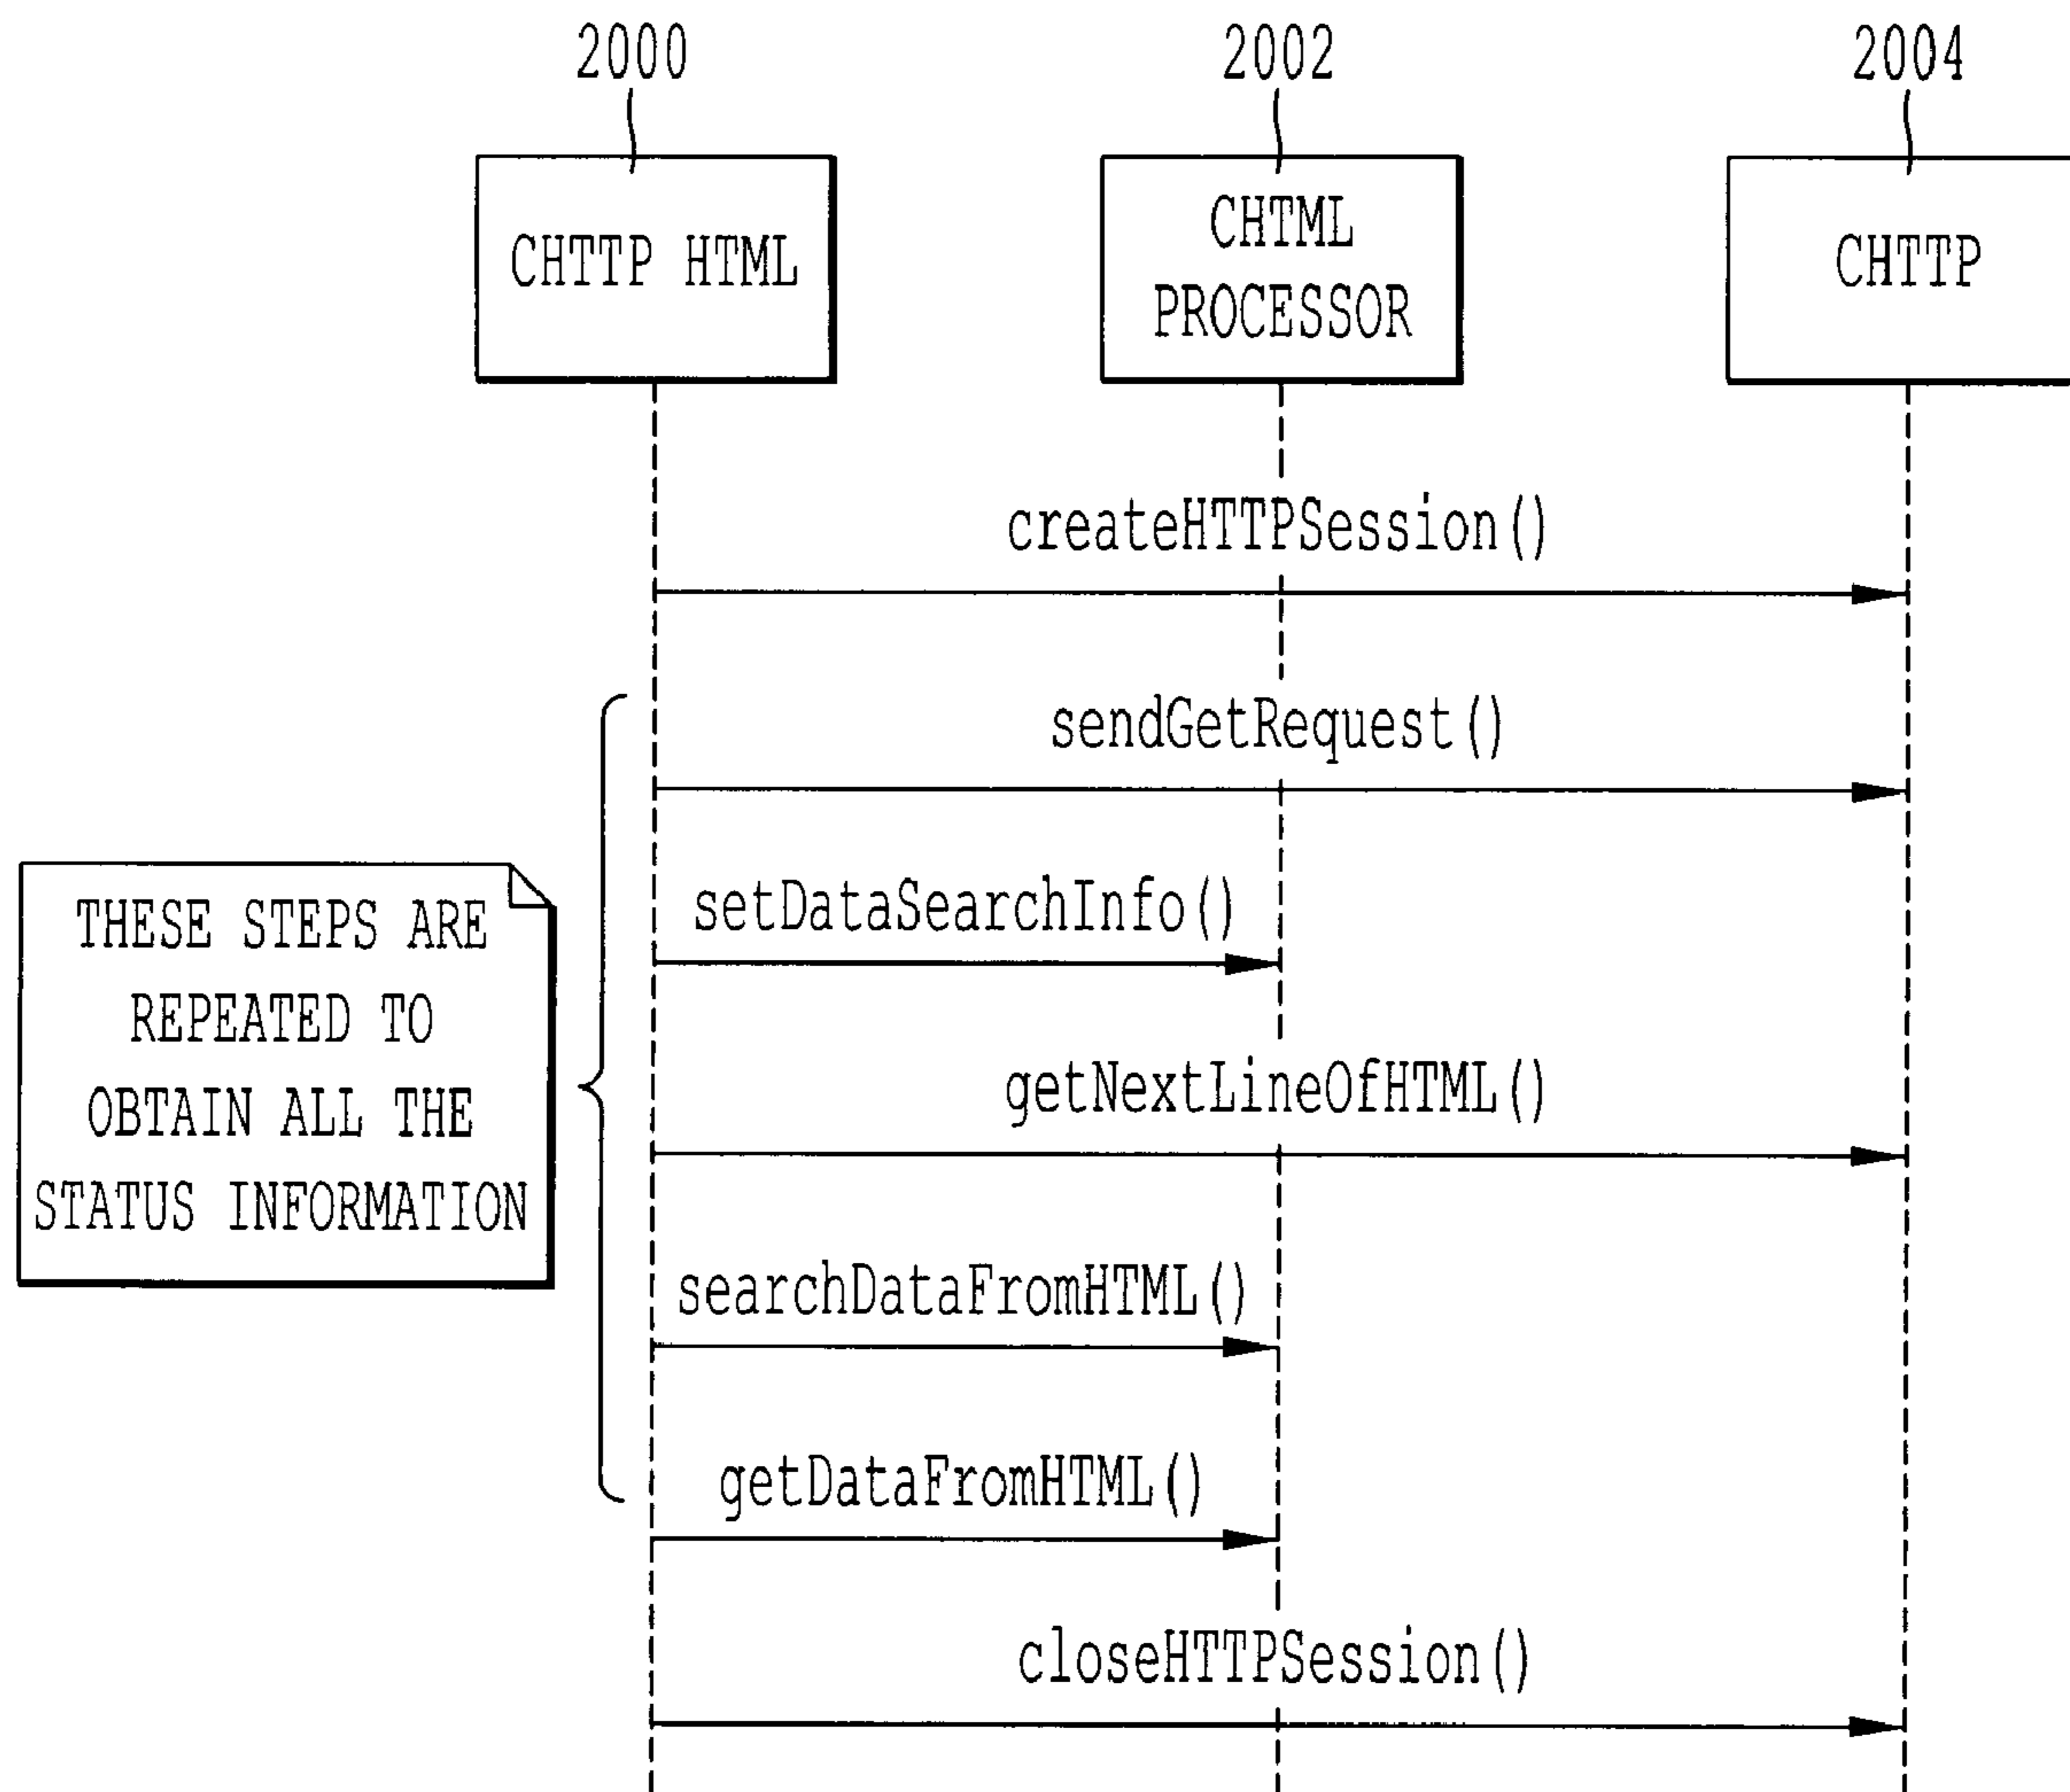 2000
2002
2004
CHTTP HTML
CHTML
PROCESSOR
CHTTP
createHTTPSession()
sendGetRequest()
setDataSearchInfo()
THESE STEPS ARE
REPEATED TO
OBTAIN ALL THE
STATUS INFORMATION
getNextLineOfHTML()
searchDataFromHTML()
getDataFromHTML()
closeHTTPSession()